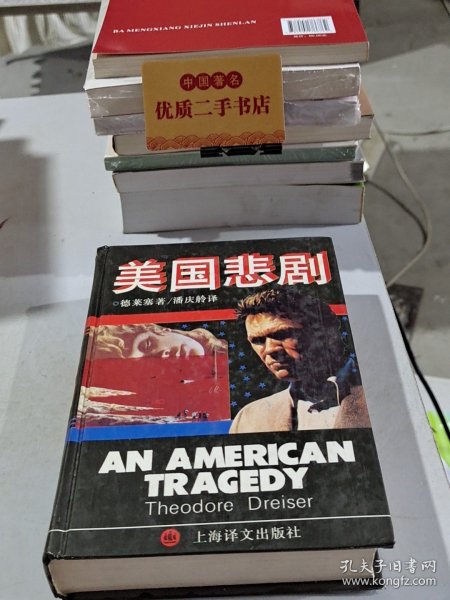 BA MENGXIANG XIEJIN SHENLAN
中国著名
优质二手书店
美国悲剧
德莱塞著/潘庆舲译
AN AMERICAN
TRAGEDY
Theodore Dreiser
上海译文出版社
孔夫子旧书网
www.kongfz.com